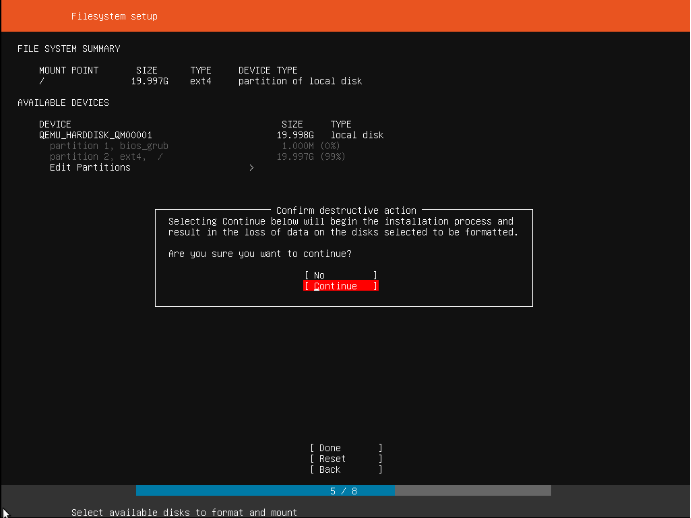 Filesystem setup
FILE SYSTEM SUMMARY
MOUNT POINT SIZE TYPE DEVICE TYPE
/ 19.997G ext4 partition of local disk
AVAILABLE DEVICES
DEVICE SIZE TYPE
QEMU_HARDDISK_QM00001 19.998G local disk
partition 1, bios_grub 1.000M (0%)
partition 2, ext4, / 19.997G (99%)
Edit Partitions >
Confirm destructive action
Selecting Continue below will begin the installation process and
result in the loss of data on the disks selected to be formatted.
Are you sure you want to continue?
[ No ]
[ Continue ]
[ Done ]
[ Reset ]
[ Back ]
5 / 8
Select available disks to format and mount